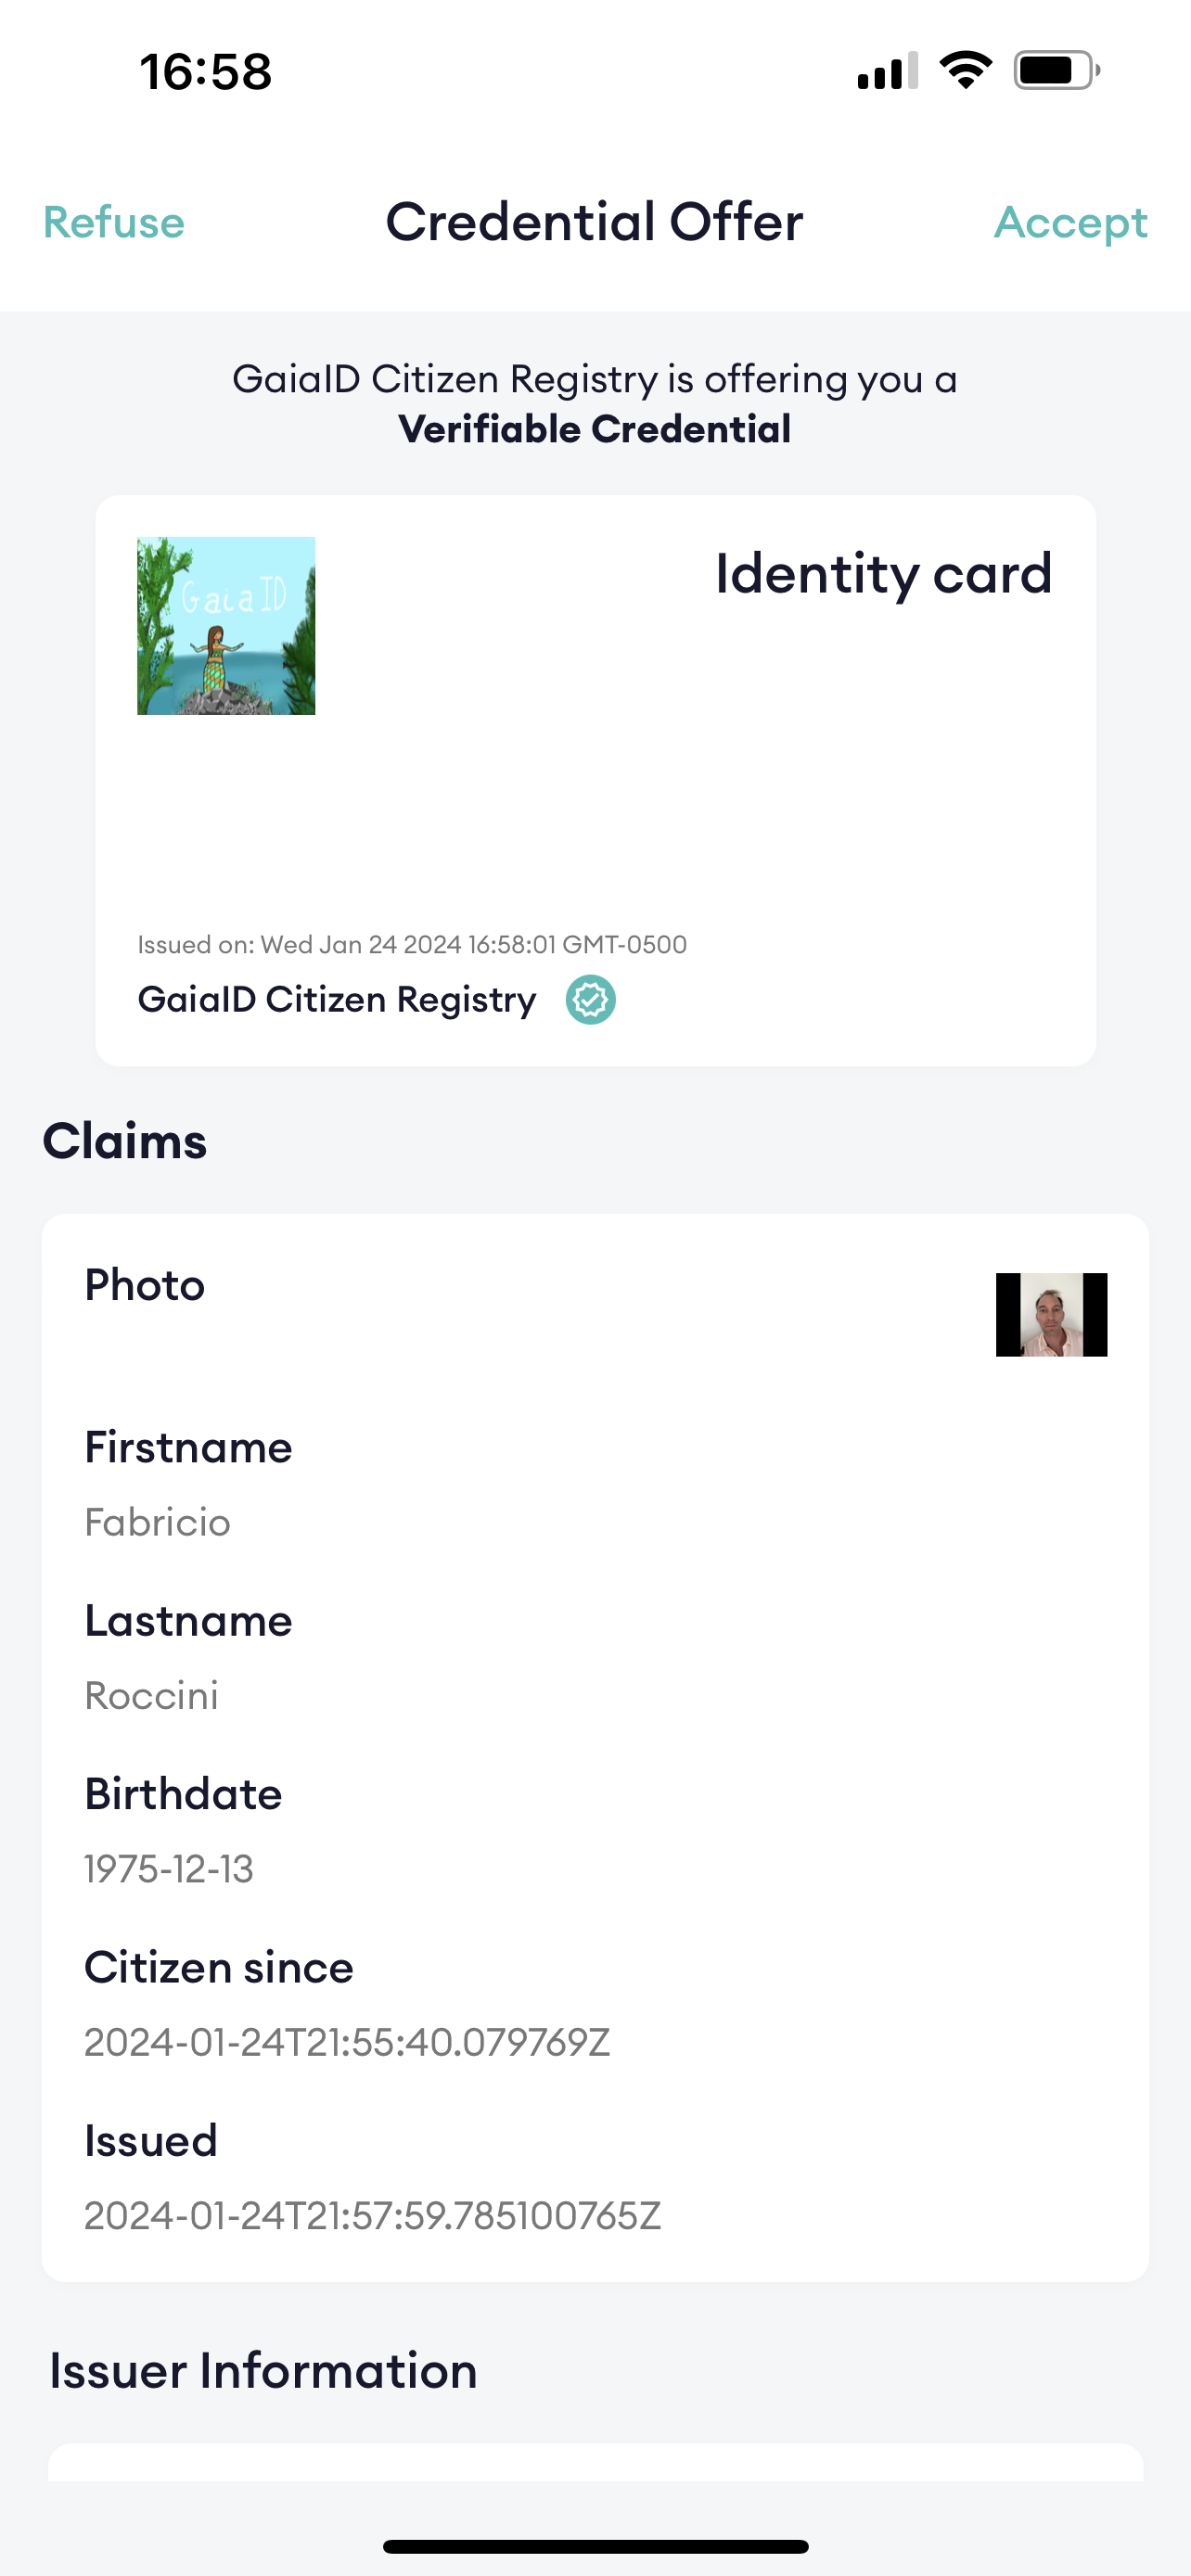 16:58
Refuse
Credential Offer
Accept
GaiaID Citizen Registry is offering you a
Verifiable Credential
Gaia ID
Identity card
Issued on: Wed Jan 24 2024 16:58:01 GMT-0500
GaiaID Citizen Registry
Claims
Photo
Firstname
Fabricio
Lastname
Roccini
Birthdate
1975-12-13
Citizen since
2024-01-24T21:55:40.079769Z
Issued
2024-01-24T21:57:59.785100765Z
Issuer Information